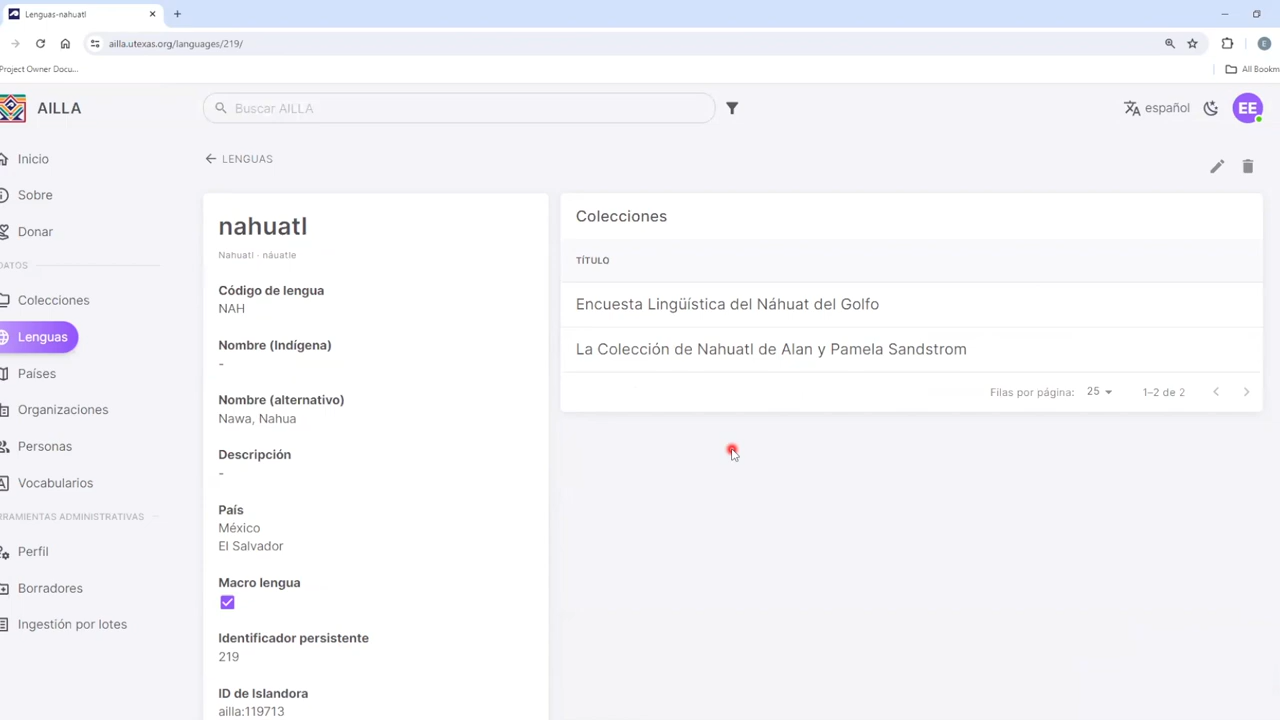 Lenguas-nahuatl
ailla.utexas.org/languages/219/
Project Owner Docu...
All Bookm
AILLA
Buscar AILLA
español
EE
Inicio
Sobre
Donar
DATOS
Colecciones
Lenguas
Países
Organizaciones
Personas
Vocabularios
RRAMIENTAS ADMINISTRATIVAS
Perfil
Borradores
Ingestión por lotes
LENGUAS
nahuatl
Nahuatl · náuatle
Código de lengua
NAH
Nombre (Indígena)
-
Nombre (alternativo)
Nawa, Nahua
Descripción
-
País
México
El Salvador
Macro lengua
Identificador persistente
219
ID de Islandora
ailla:119713
Colecciones
TÍTULO
Encuesta Lingüística del Náhuat del Golfo
La Colección de Nahuatl de Alan y Pamela Sandstrom
Filas por página: 25 1–2 de 2